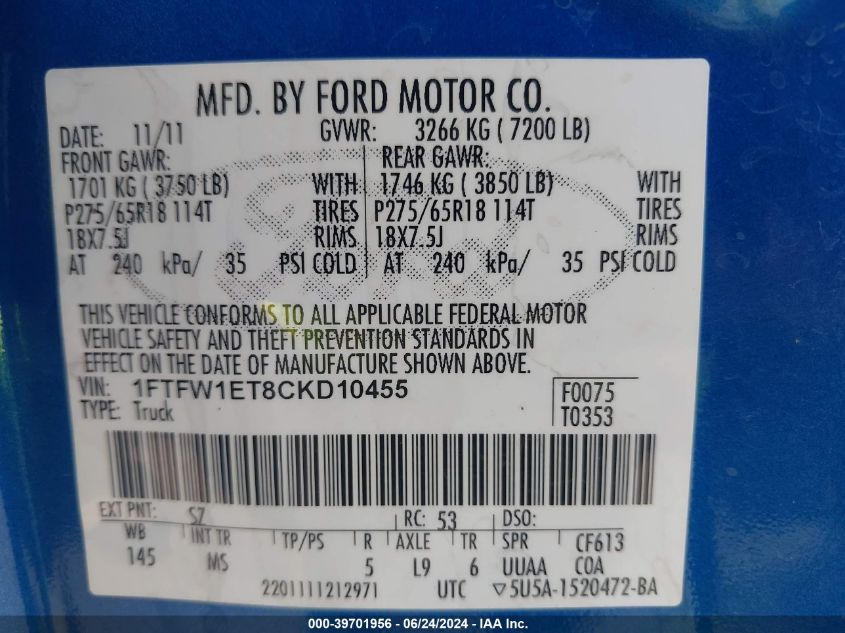 MFD. BY FORD MOTOR CO.
DATE: 11/11 GVWR: 3266 KG ( 7200 LB)
FRONT GAWR: REAR GAWR:
1701 KG ( 3750 LB) WITH 1746 KG ( 3850 LB) WITH
P275/65R18 114T TIRES P275/65R18 114T TIRES
18X7.5J RIMS 18X7.5J RIMS
AT 240 kPa/ 35 PSI COLD AT 240 kPa/ 35 PSI COLD
Ford
THIS VEHICLE CONFORMS TO ALL APPLICABLE FEDERAL MOTOR
VEHICLE SAFETY AND THEFT PREVENTION STANDARDS IN
EFFECT ON THE DATE OF MANUFACTURE SHOWN ABOVE.
VIN: 1FTFW1ET8CKD10455 F0075
TYPE: Truck T0353
EXT PNT: SZ RC: 53 DSO:
WB INT TR TP/PS R AXLE TR SPR CF613
145 MS 5 L9 6 UUAA COA
2201111212971 UTC ▽5U5A-1520472-BA
000-39701956 - 06/24/2024 - IAAI.com